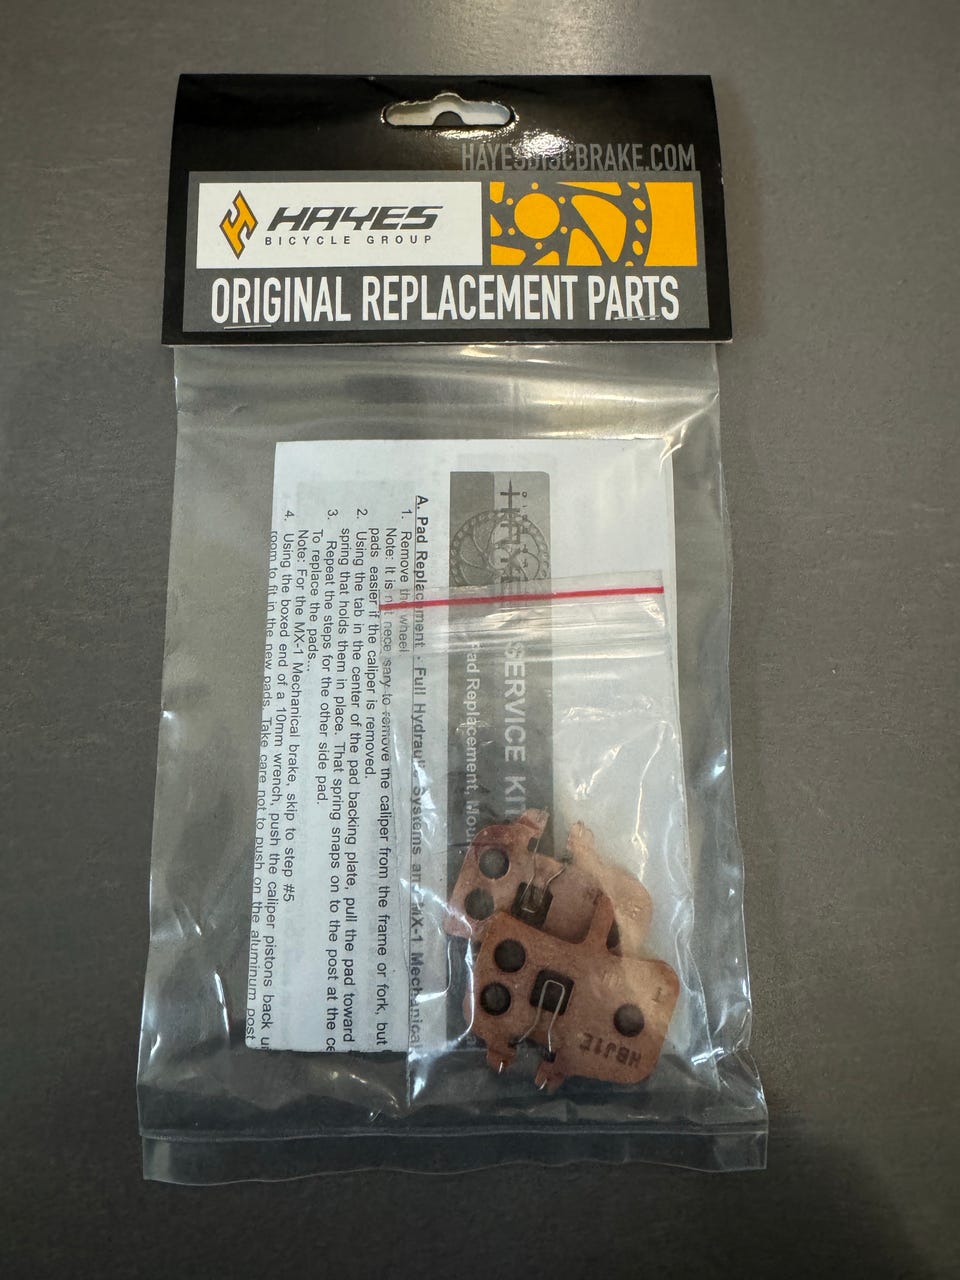 HAYESDISCBRAKE.COM
HAYES
BICYCLE GROUP
ORIGINAL REPLACEMENT PARTS
SERVICE KIT
Pad Replacement,
A. Pad Replacement - Full Hydraulic Systems and MX-1 Mechanical
1. Remove the wheel
Note: It is not necessary to remove the caliper from the frame or fork, but
pads easier if the caliper is removed.
2. Using the tab in the center of the pad backing plate, pull the pad toward
spring that holds them in place. That spring snaps on to the post at the ce
3. Repeat the steps for the other side pad.
To replace the pads...
Note: For the MX-1 Mechanical brake, skip to step #5
4. Using the boxed end of a 10mm wrench, push the caliper pistons back
room to fit in the new pads. Take care not to push on the aluminum post
HBJ1E
T